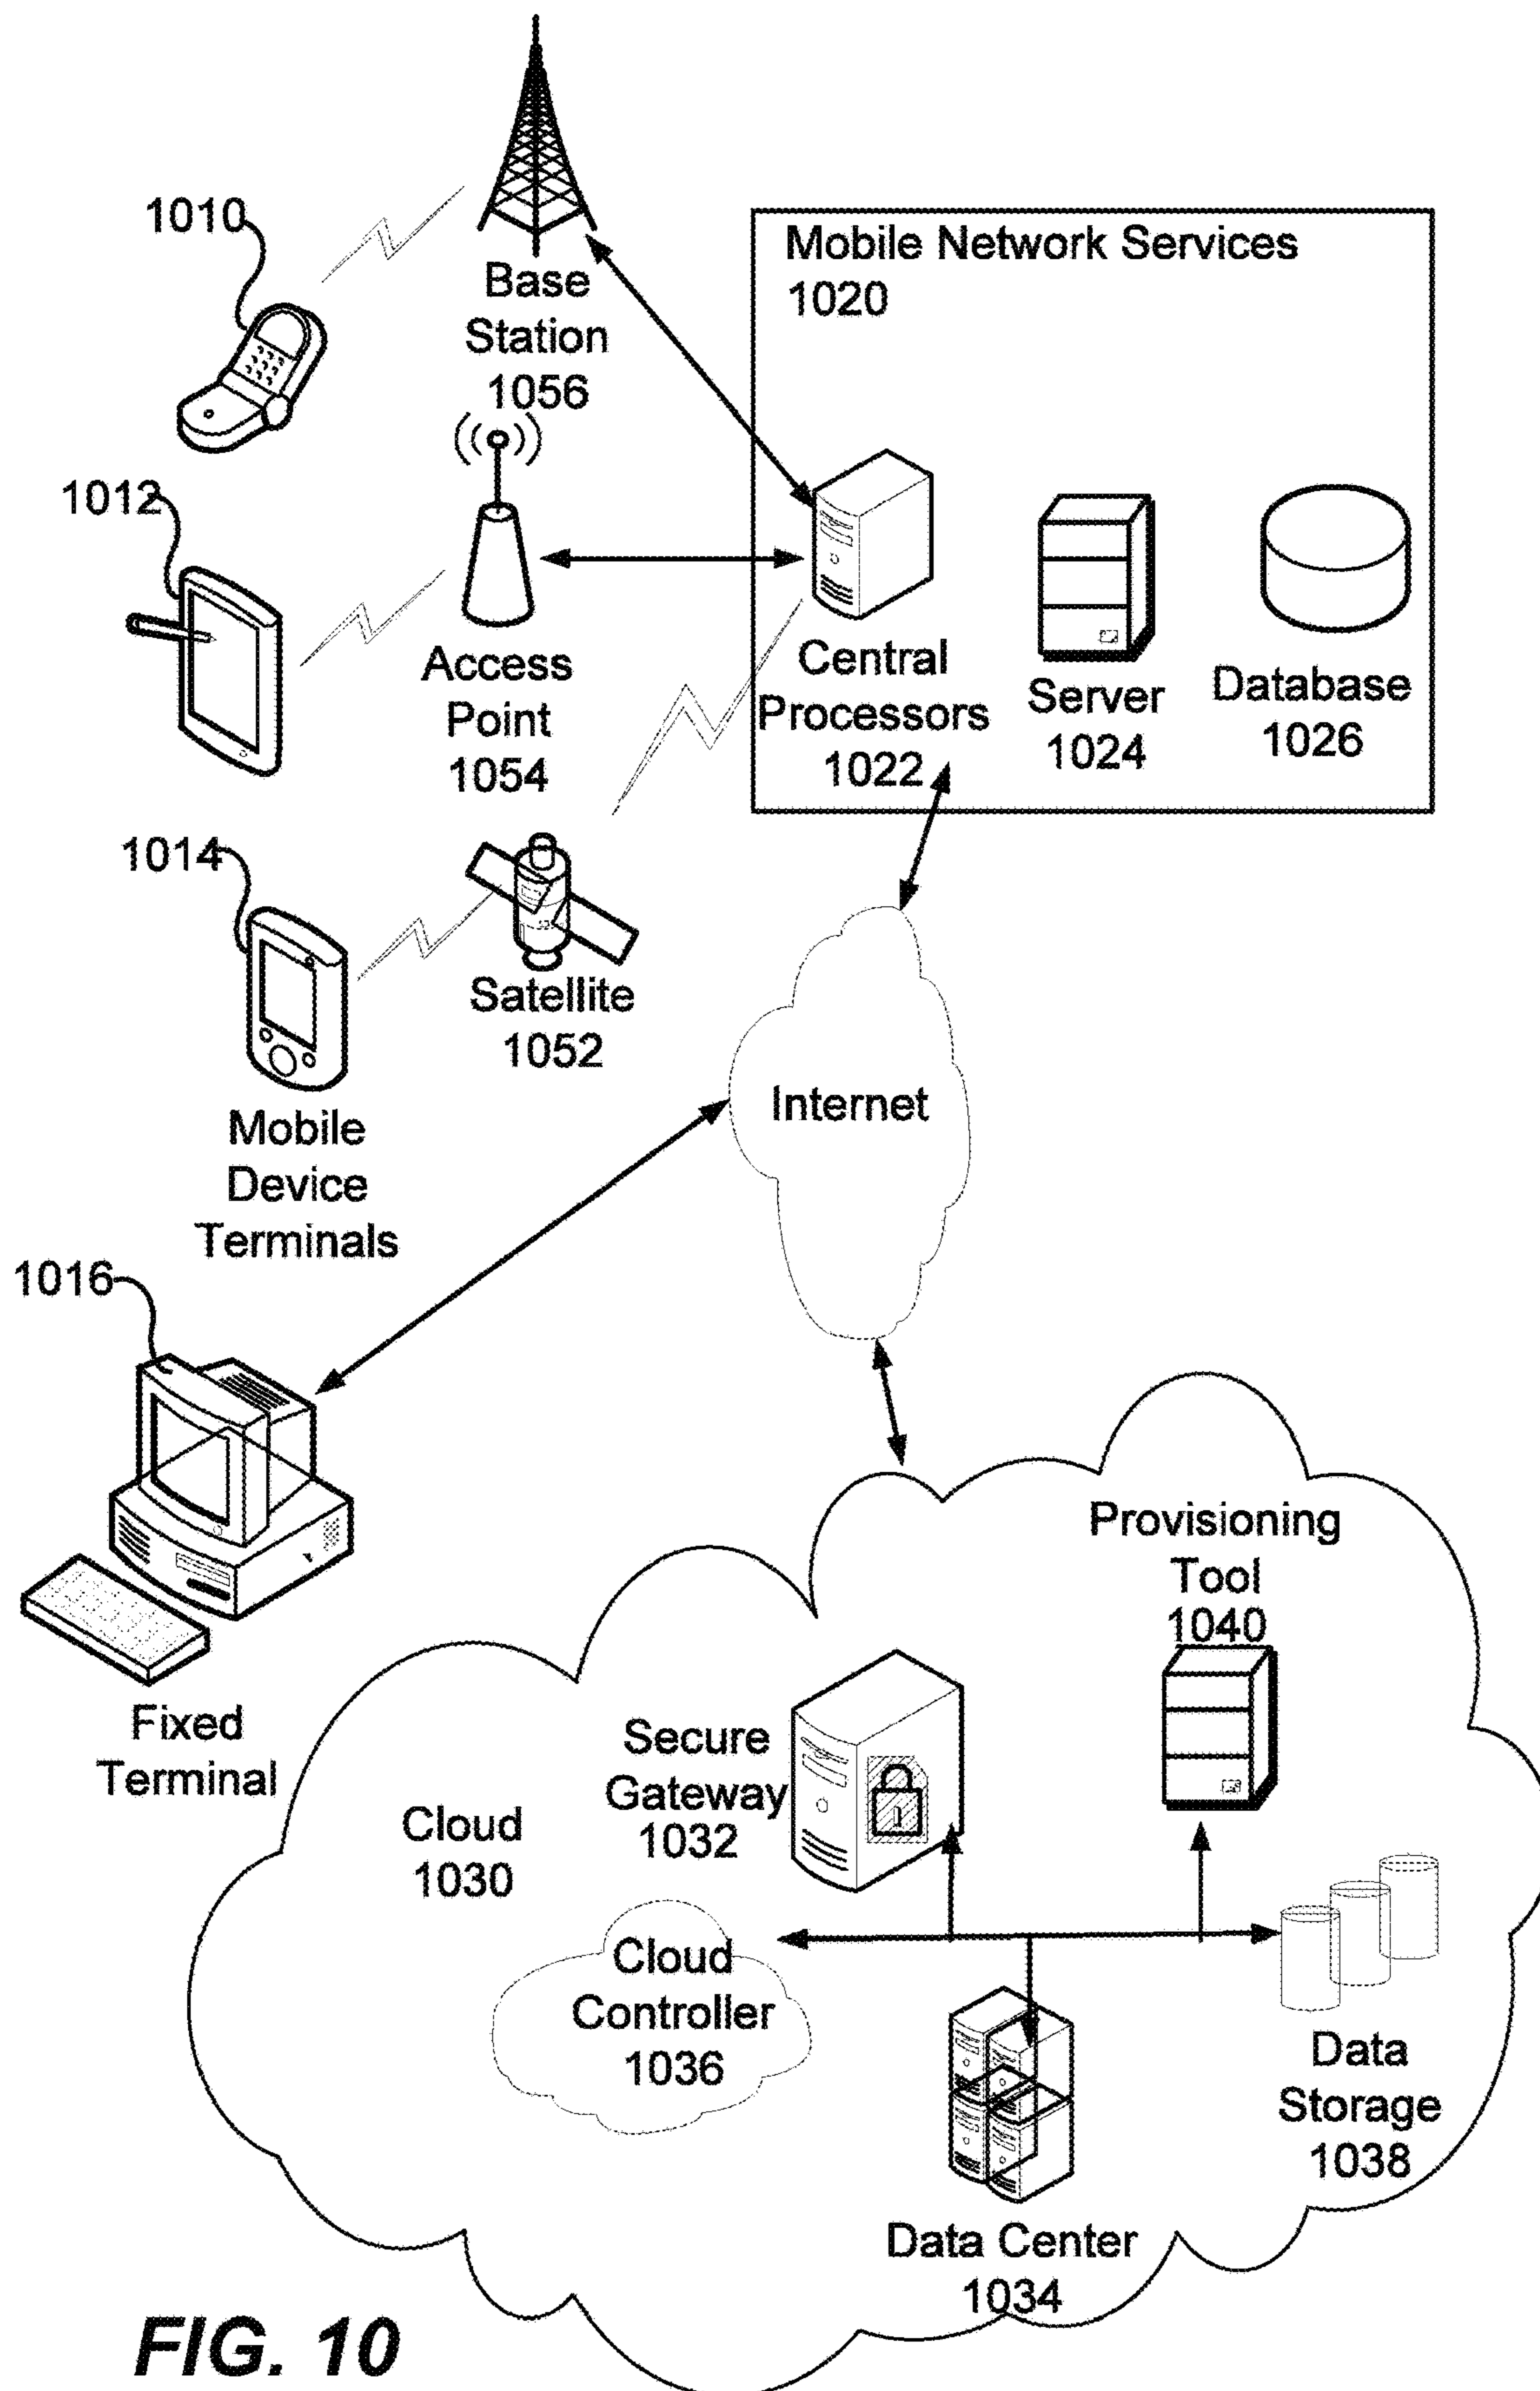 1010
Base
Station
1056
Mobile Network Services
1020
1012
Access
Point
1054
Central
Processors
1022
Server
1024
Database
1026
1014
Satellite
1052
Mobile
Device
Terminals
Internet
1016
Fixed
Terminal
Provisioning
Tool
1040
Secure
Gateway
1032
Cloud
1030
Cloud
Controller
1036
Data
Storage
1038
Data Center
1034
FIG. 10